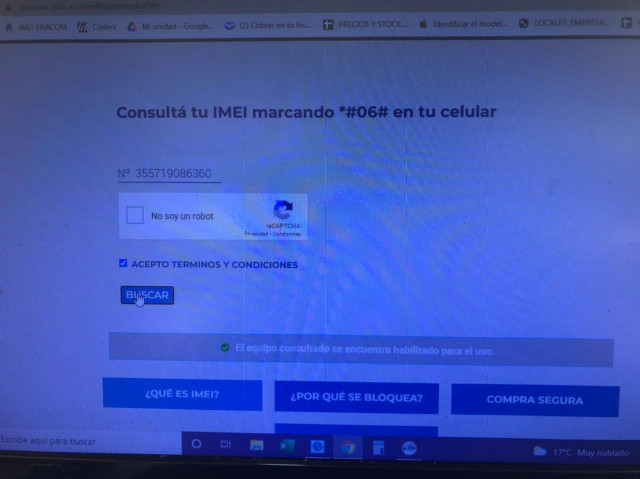 IMEI-ENACOM Coders Mi unidad - Google... (2) Cobrar en tu loc... PRECIOS Y STOCK... Identificar el model... LOCALES_EMPRESA...
Consultá tu IMEI marcando *#06# en tu celular
Nº 355719086360
No soy un robot
reCAPTCHA
Privacidad - Condiciones
ACEPTO TERMINOS Y CONDICIONES
BUSCAR
El equipo consultado se encuentra habilitado para el uso.
¿QUÉ ES IMEI? ¿POR QUÉ SE BLOQUEA? COMPRA SEGURA
Escribe aquí para buscar
17°C Muy nublado